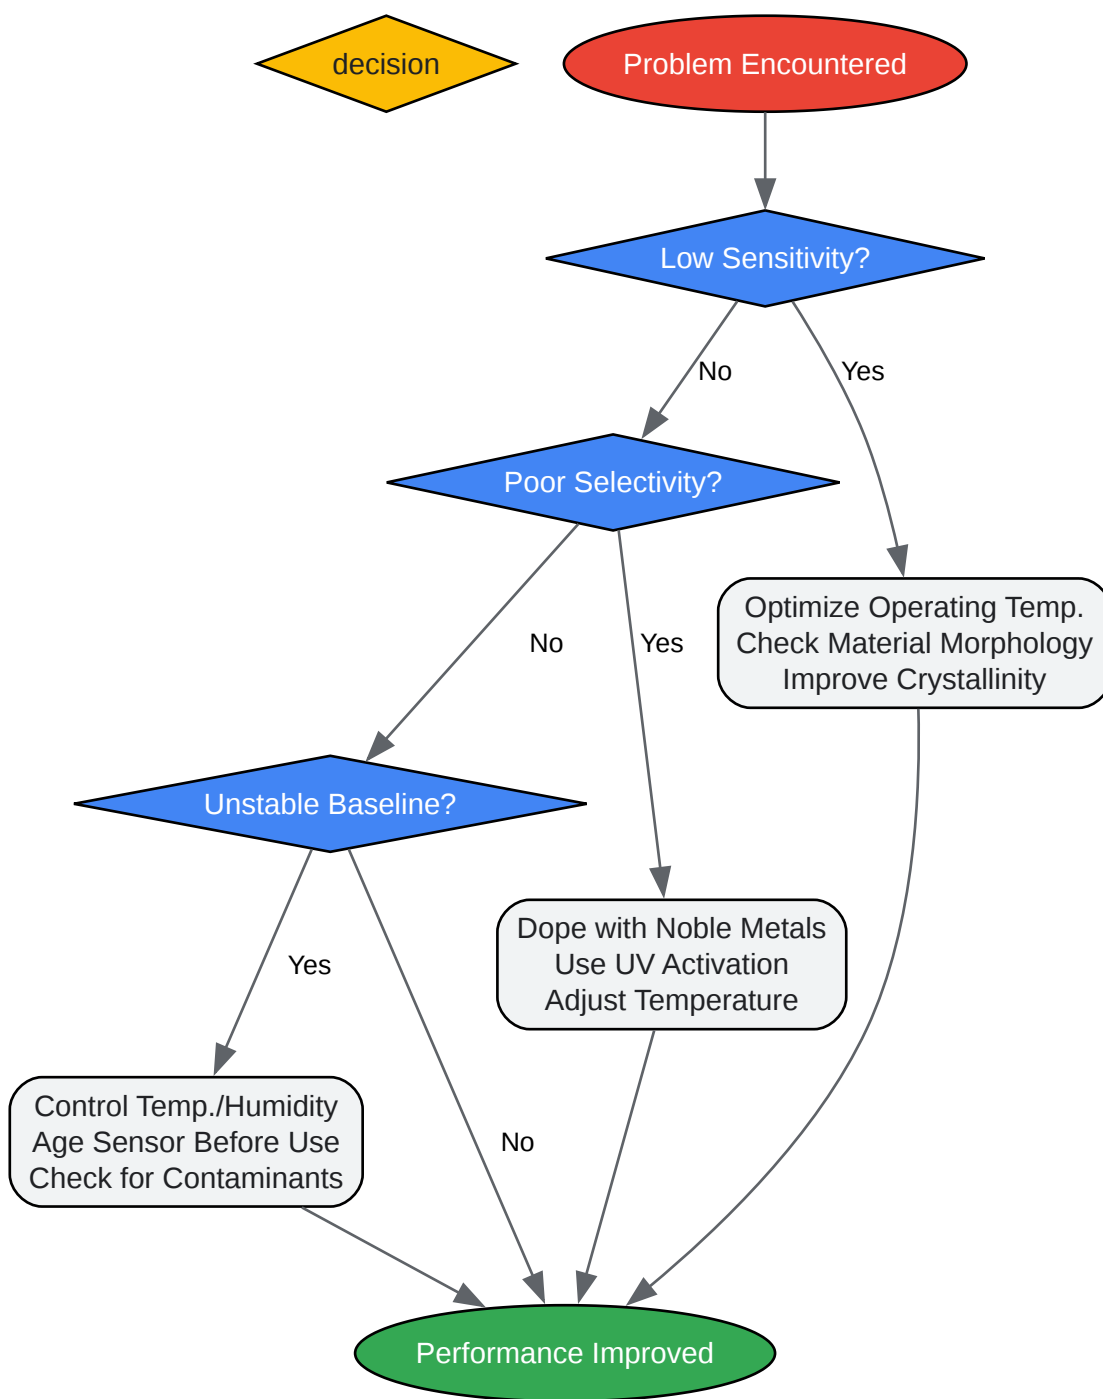 decision
Problem Encountered
Low Sensitivity?
No
Yes
Poor Selectivity?
No
Yes
Optimize Operating Temp.
Check Material Morphology
Improve Crystallinity
Unstable Baseline?
Yes
No
Dope with Noble Metals
Use UV Activation
Adjust Temperature
Control Temp./Humidity
Age Sensor Before Use
Check for Contaminants
Performance Improved